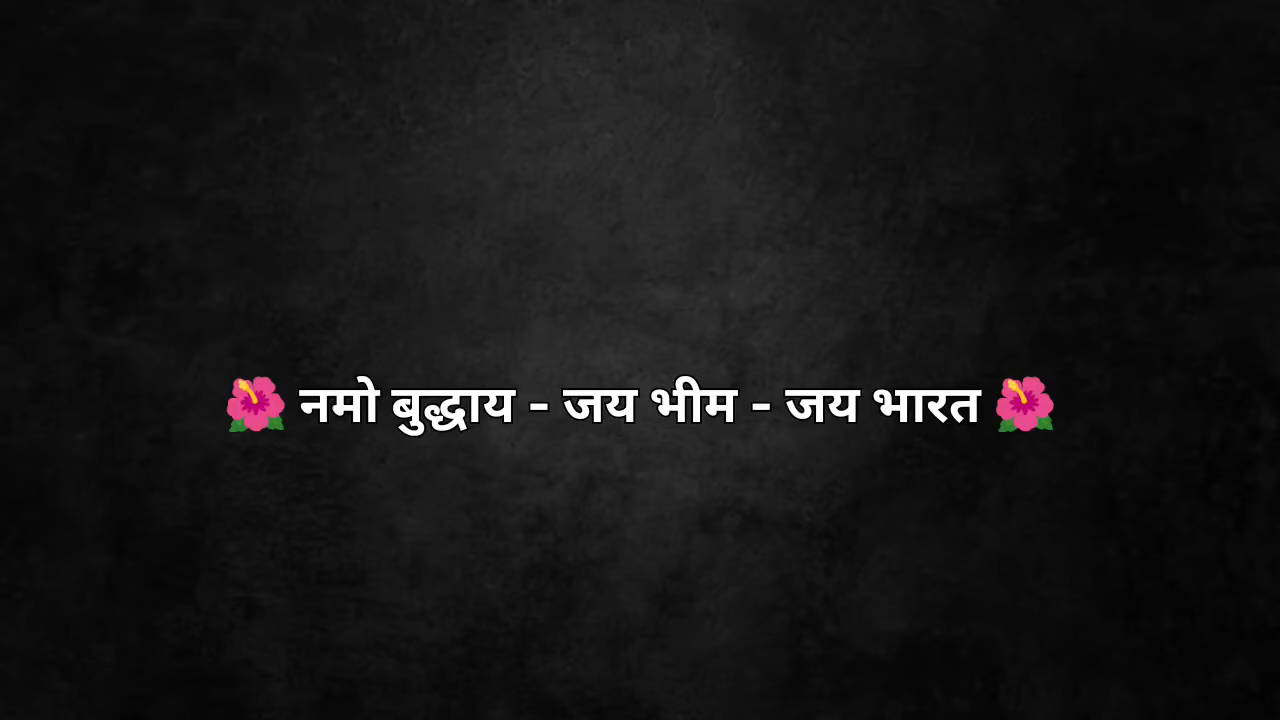 🌺 नमो बुद्धाय - जय भीम - जय भारत 🌺